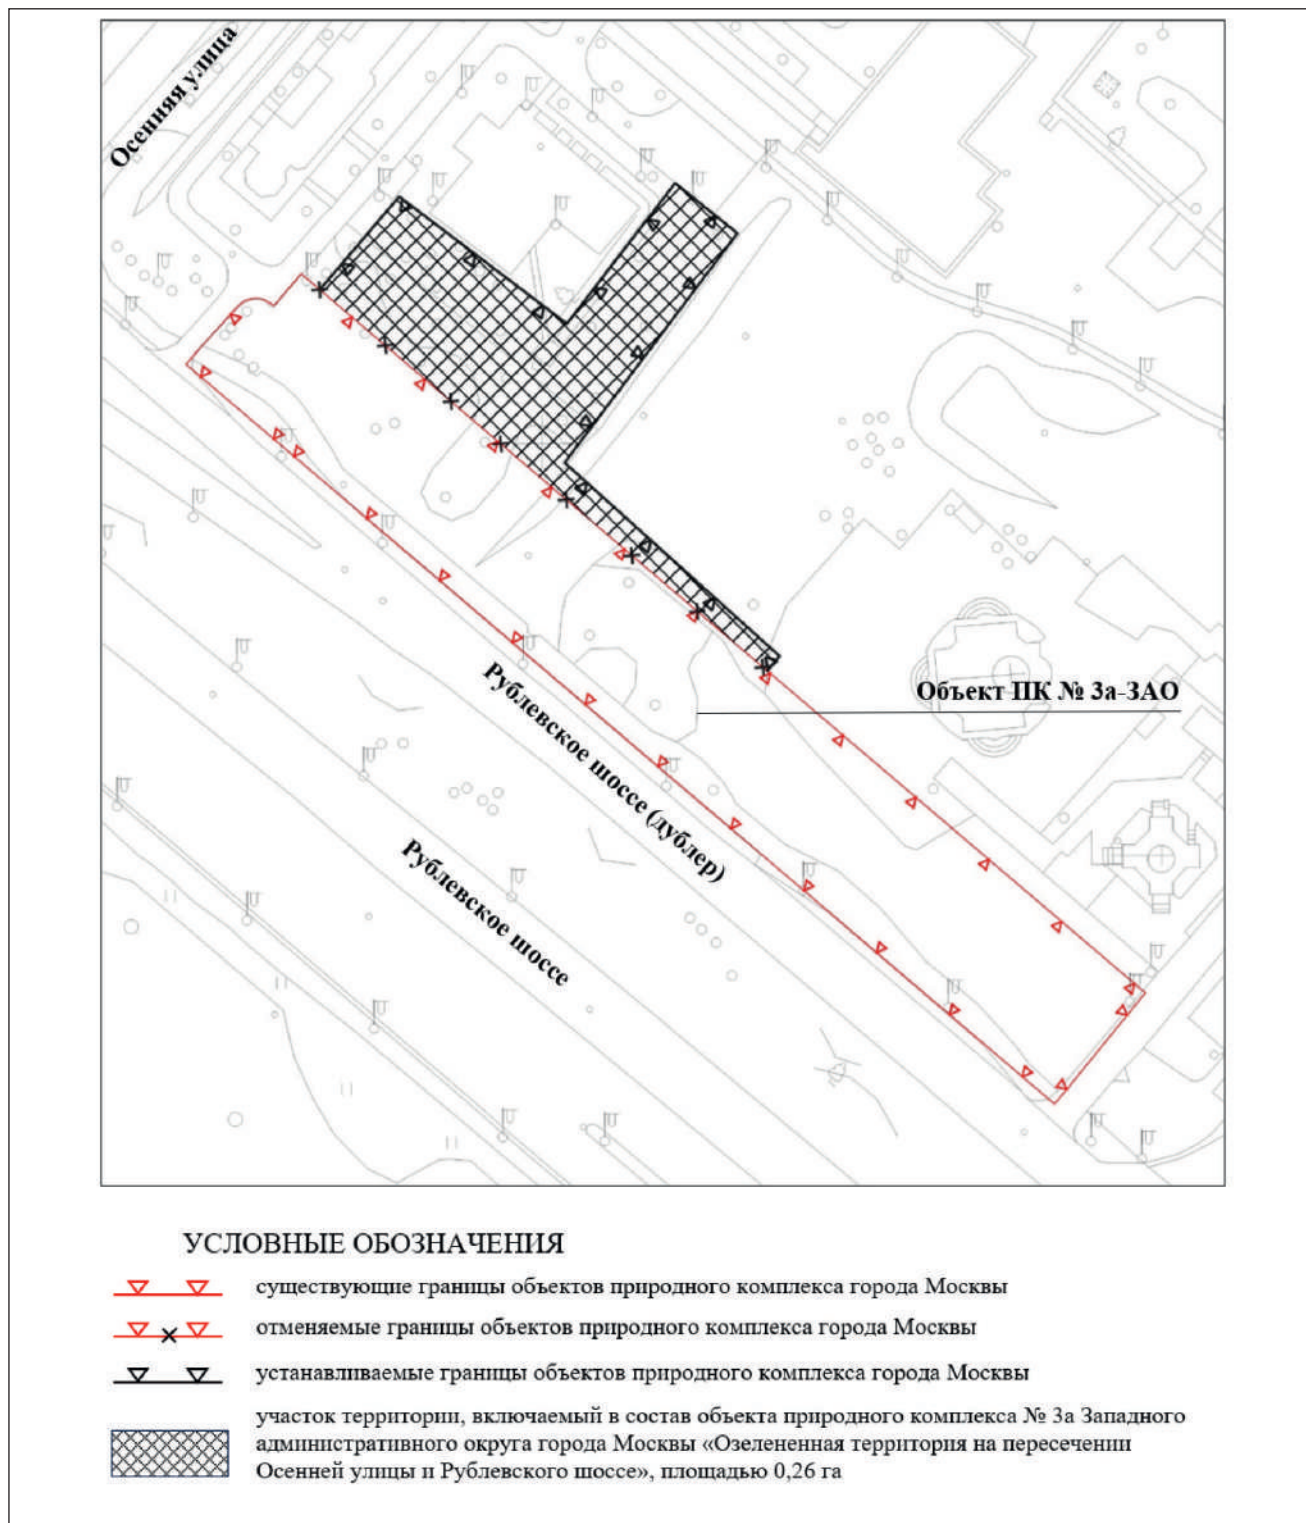 Осенняя улица
Объект ПК № 3а-ЗАО
Рублевское шоссе (дублер)
Рублевское шоссе
УСЛОВНЫЕ ОБОЗНАЧЕНИЯ
существующие границы объектов природного комплекса города Москвы
отменяемые границы объектов природного комплекса города Москвы
устанавливаемые границы объектов природного комплекса города Москвы
участок территории, включаемый в состав объекта природного комплекса № 3а Западного
административного округа города Москвы «Озелененная территория на пересечении
Осенней улицы и Рублевского шоссе», площадью 0,26 га